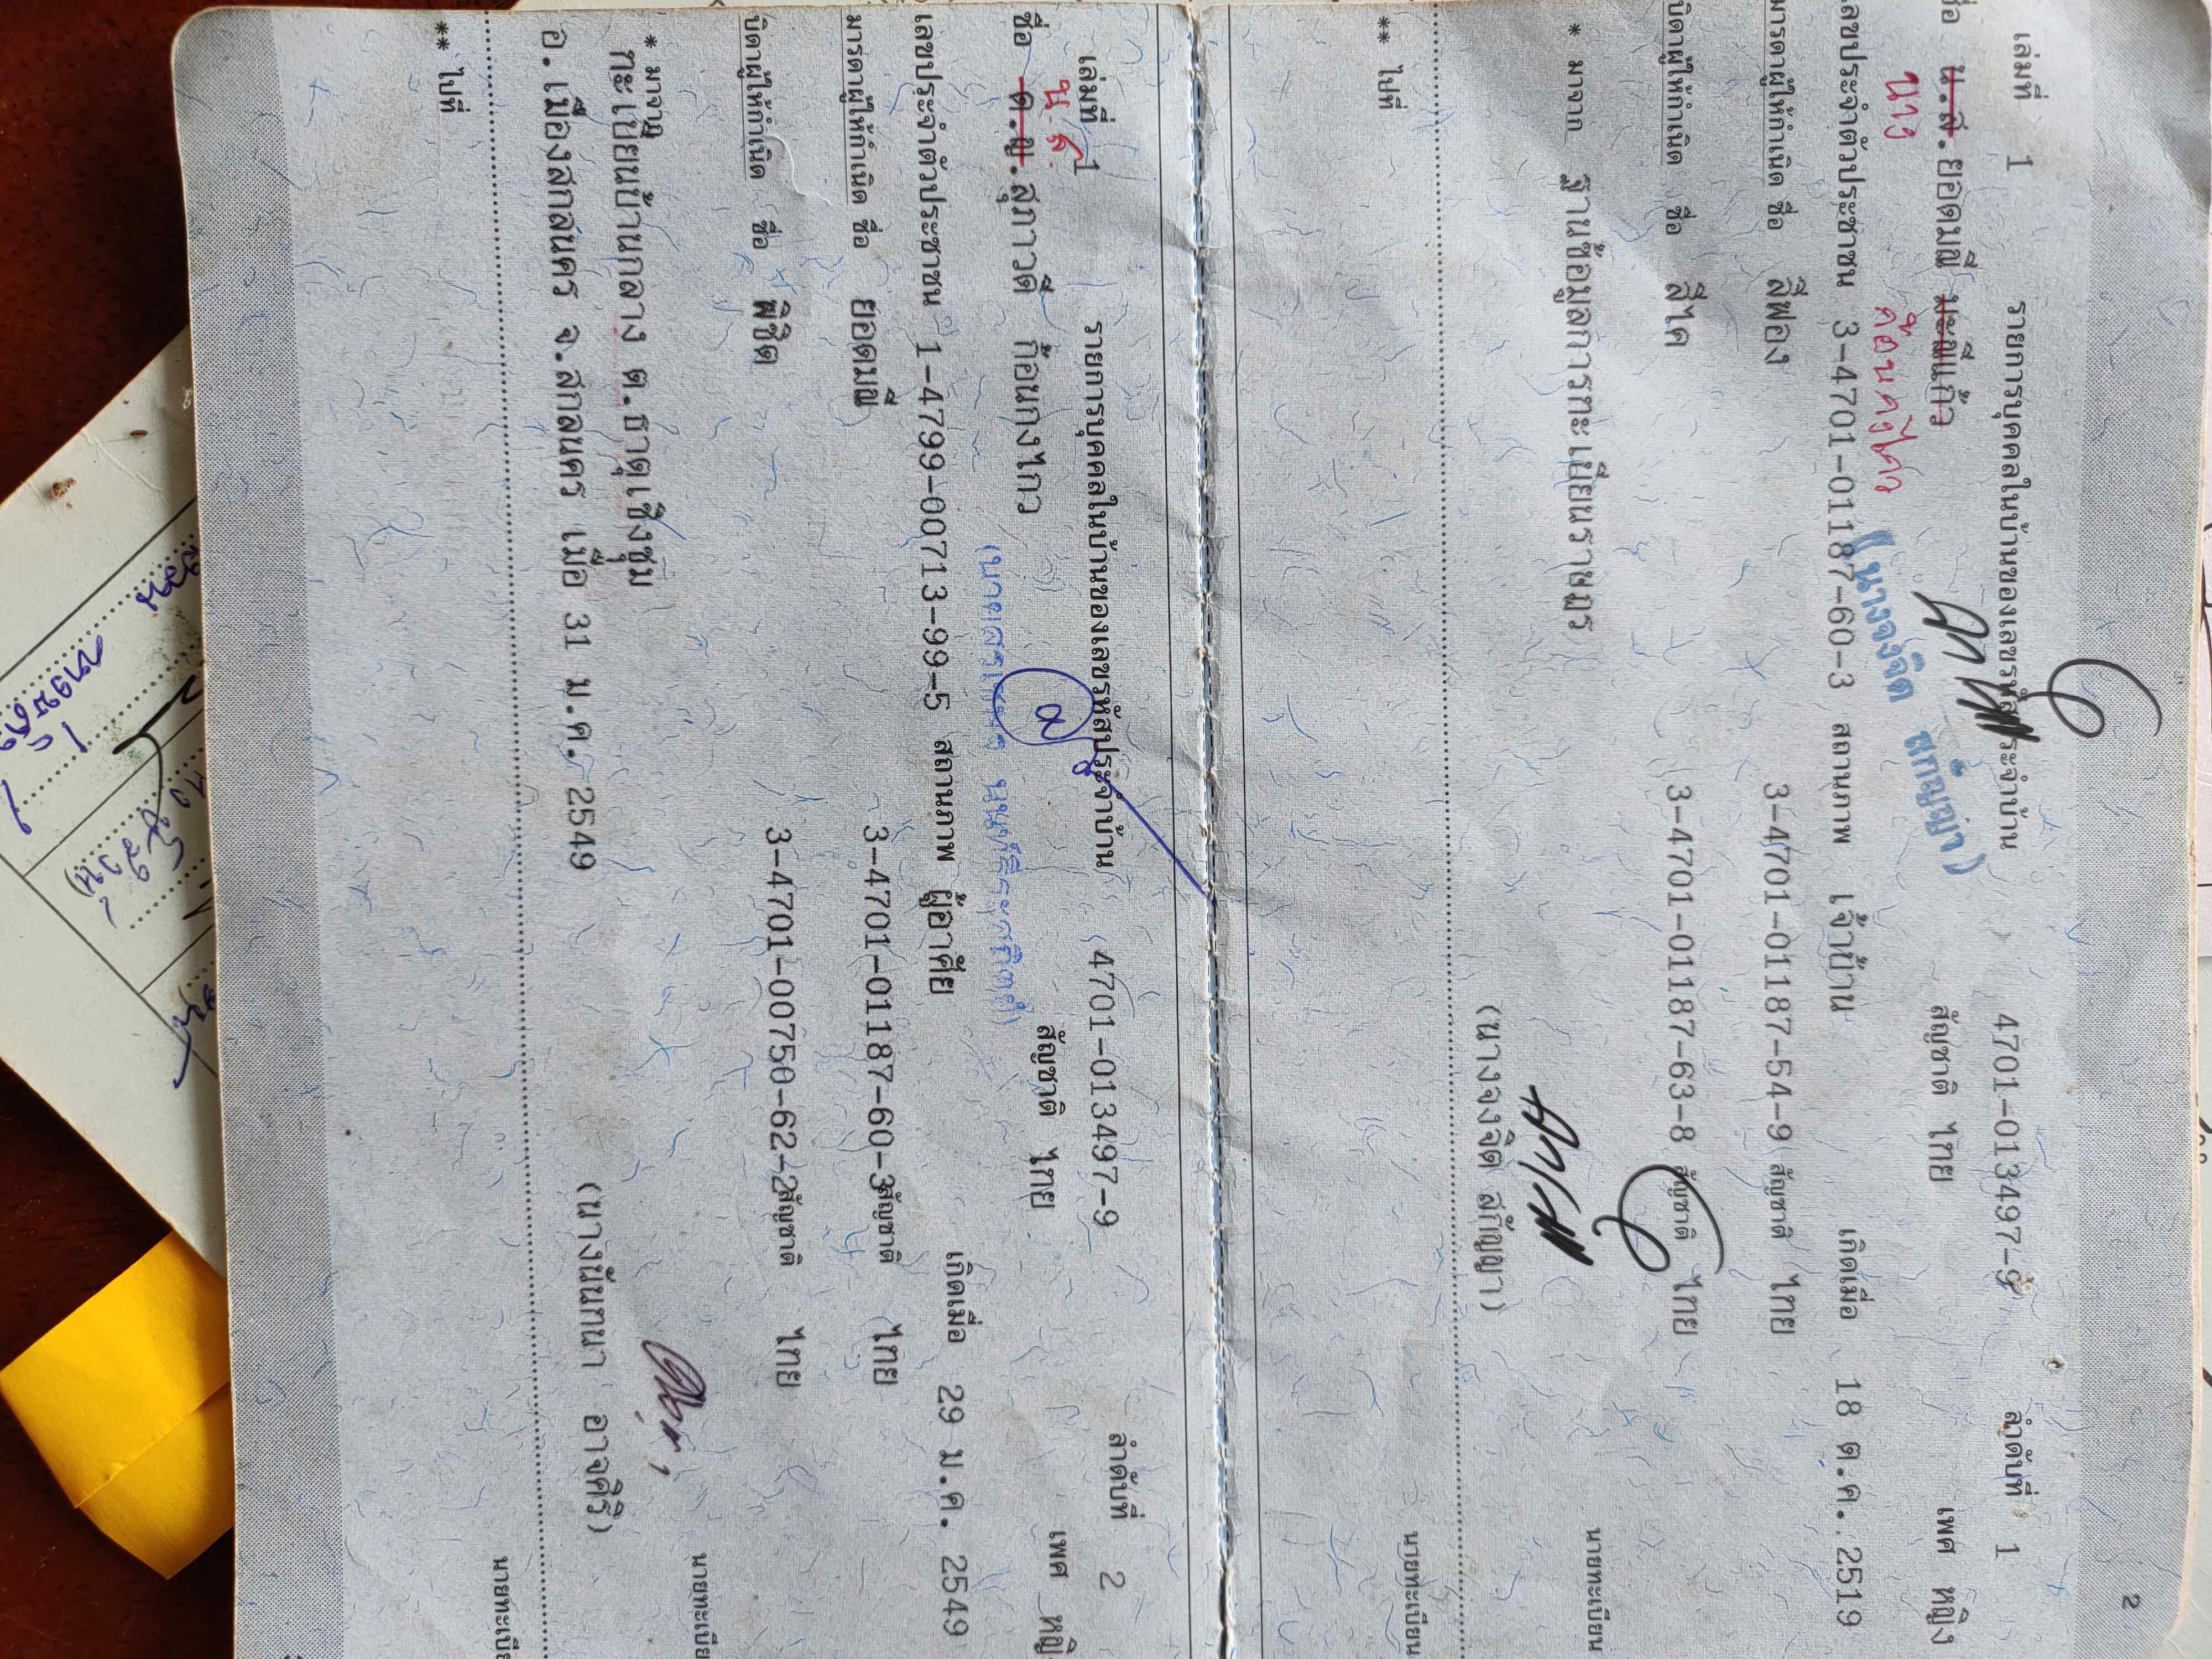 2
เล่มที่ 1 รายการบุคคลในบ้านของเลขรหัสประจำบ้าน 4701-013497-9 ลำดับที่ 1
ชื่อ น.ส.ยอดมณี มะณีแก้ว สัญชาติ ไทย เพศ หญิง
นาง ก้อนกงไกว
(นางจงจิต สกัญญา)
เลขประจำตัวประชาชน 3-4701-01187-60-3 สถานภาพ เจ้าบ้าน เกิดเมื่อ 18 ต.ค. 2519
มารดาผู้ให้กำเนิด ชื่อ สีฟอง 3-4701-01187-54-9 สัญชาติ ไทย
บิดาผู้ให้กำเนิด ชื่อ สีไค 3-4701-01187-63-8 สัญชาติ ไทย
* มาจาก ฐานข้อมูลการทะเบียนราษฎร
นายทะเบียน
(นางจงจิต สกัญญา)
** ไปที่
นายทะเบียน
เล่มที่ 1 รายการบุคคลในบ้านของเลขรหัสประจำบ้าน 4701-013497-9 ลำดับที่ 2
น.ส.
ชื่อ ด.ญ.สุภาวดี ก้อนกงไกว สัญชาติ ไทย เพศ หญิง
เลขประจำตัวประชาชน 1-4799-00713-99-5 สถานภาพ ผู้อาศัย เกิดเมื่อ 29 ม.ค. 2549
มารดาผู้ให้กำเนิด ชื่อ ยอดมณี 3-4701-01187-60-3 สัญชาติ ไทย
บิดาผู้ให้กำเนิด ชื่อ พิชิต 3-4701-00750-62-2 สัญชาติ ไทย
* มาจาก
ทะเบียนบ้านกลาง ต.ธาตุเชิงชุม
นายทะเบีย
อ.เมืองสกลนคร จ.สกลนคร เมื่อ 31 ม.ค. 2549
(นางนันทนา อาจศิริ)
** ไปที่
นายทะเบีย